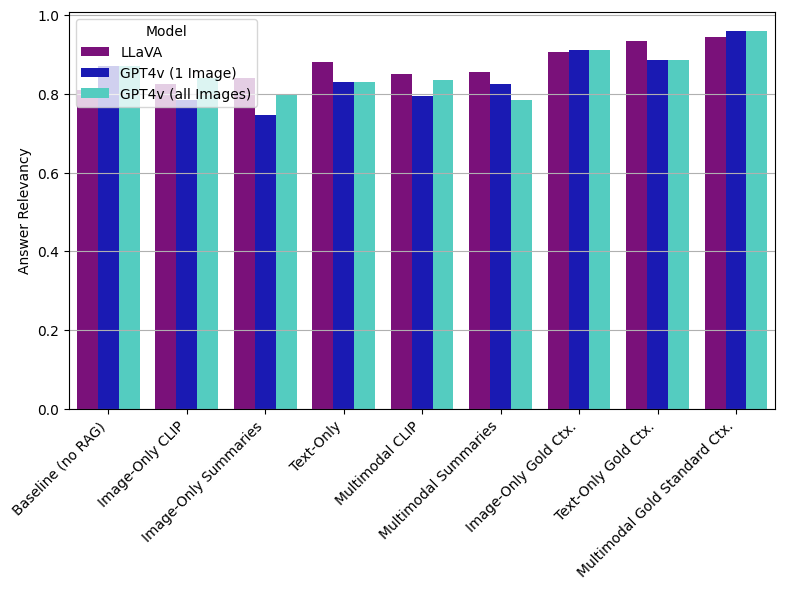 1.0
0.8
0.6
0.4
0.2
0.0
Answer Relevancy
Model
LLaVA
GPT4v (1 Image)
GPT4v (all Images)
Baseline (no RAG)
Image-Only CLIP
Image-Only Summaries
Text-Only
Multimodal CLIP
Multimodal Summaries
Image-Only Gold Ctx.
Text-Only Gold Ctx.
Multimodal Gold Standard Ctx.